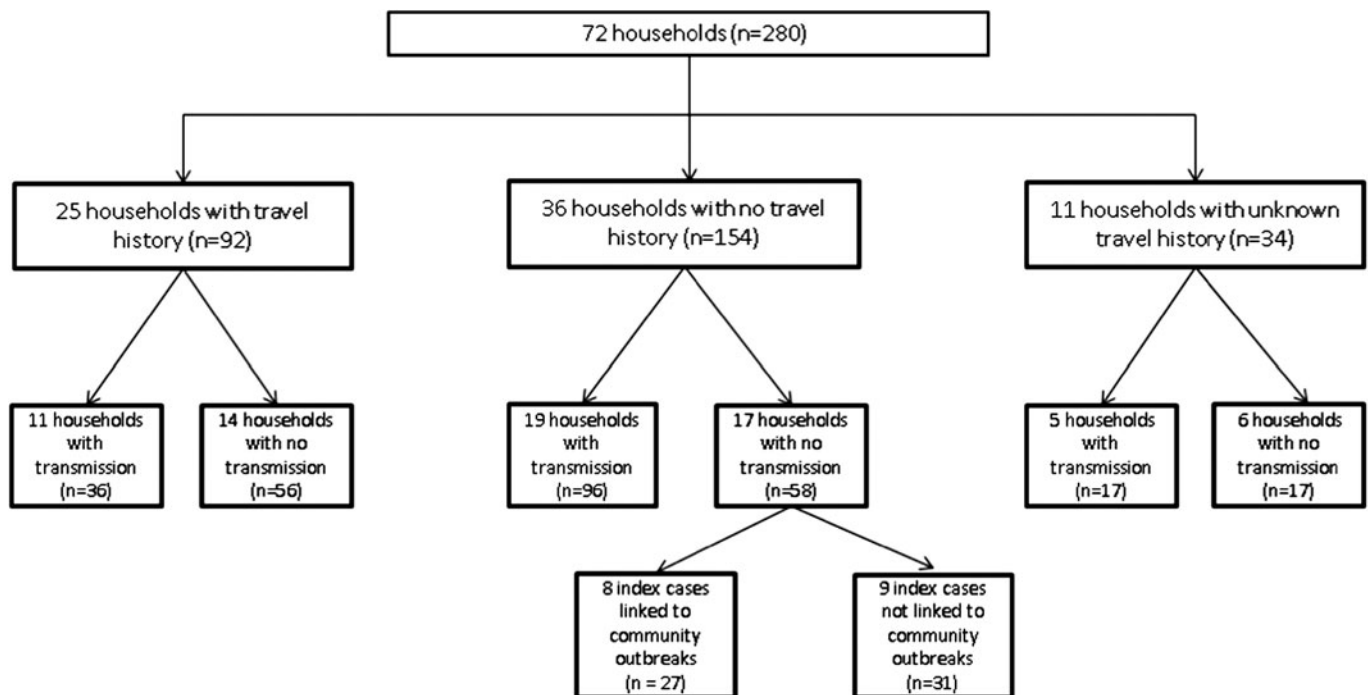 72 households (n=280)
25 households with travel
history (n=92)
36 households with no travel
history (n=154)
11 households with unknown
travel history (n=34)
11 households
with
transmission
(n=36)
14 households
with no
transmission
(n=56)
19 households
with
transmission
(n=96)
17 households
with no
transmission
(n=58)
5 households
with
transmission
(n=17)
6 households
with no
transmission
(n=17)
8 index cases
linked to
community
outbreaks
(n = 27)
9 index cases
not linked to
community
outbreaks
(n=31)